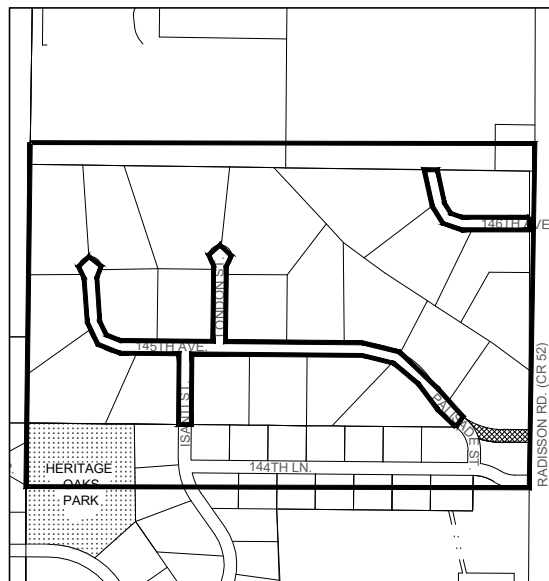 146TH AVE
LONDON ST.
145TH AVE.
ISANTI ST.
PALISADE ST.
RADISSON RD. (CR 52)
144TH LN.
HERITAGE
OAKS
PARK